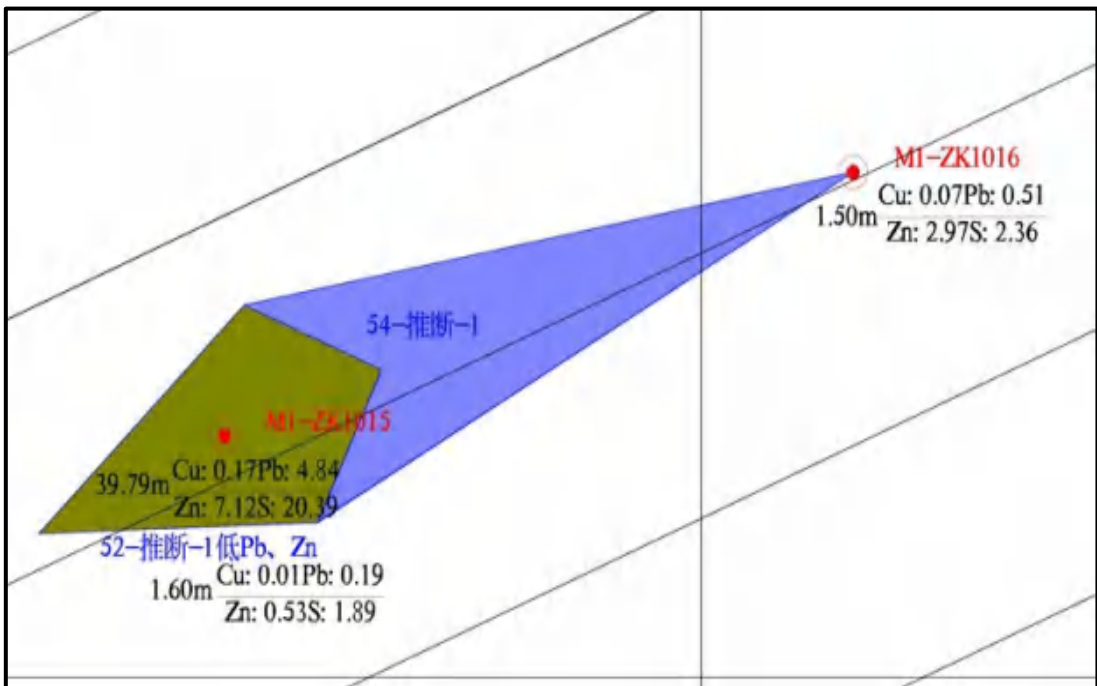 M1-ZK1016
1.50m Cu: 0.07Pb: 0.51
Zn: 2.97S: 2.36
54-推断-1
M1-ZK1015
39.79m Cu: 0.17Pb: 4.84
Zn: 7.12S: 20.39
52-推断-1低Pb、Zn
1.60m Cu: 0.01Pb: 0.19
Zn: 0.53S: 1.89